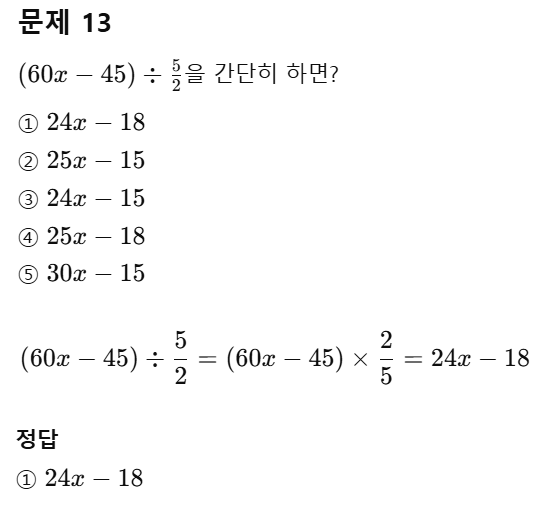 문제 13
(60x − 45) ÷ 5/2을 간단히 하면?
① 24x − 18
② 25x − 15
③ 24x − 15
④ 25x − 18
⑤ 30x − 15
(60x − 45) ÷ 5/2 = (60x − 45) × 2/5 = 24x − 18
정답
① 24x − 18